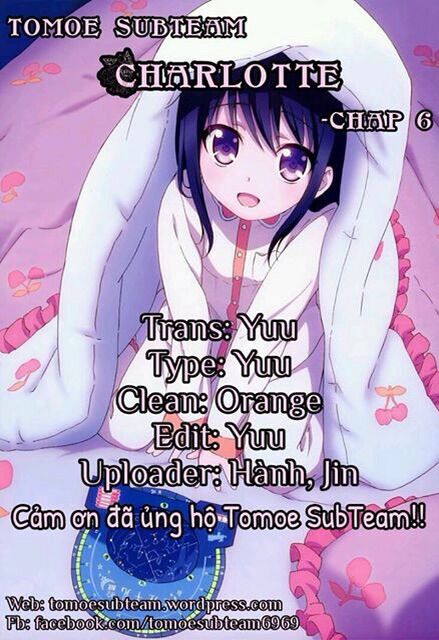 TOMOE SUBTEAM
CHARLOTTE
-CHAP 6
Trans: Yuu
Type: Yuu
Clean: Orange
Edit: Yuu
Uploader: Hành, Jin
Cảm ơn đã ủng hộ Tomoe SubTeam!!
Web: tomoesubteam.wordpress.com
Fb: facebook.com/tomoesubteam6969